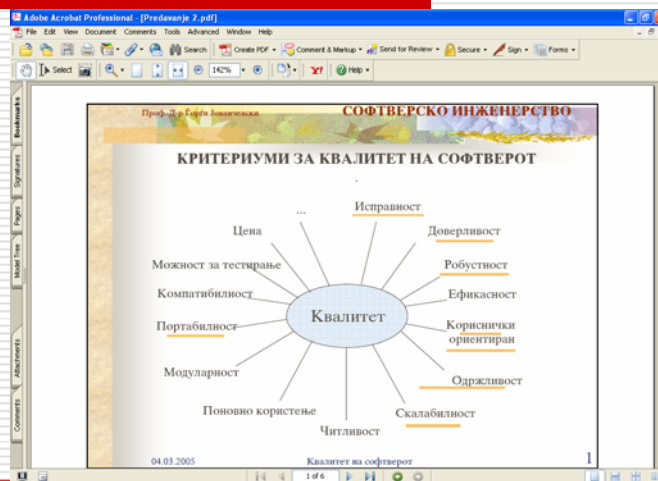 Adobe Acrobat Professional - [Predavanje 2.pdf]
File Edit View Document Comments Tools Advanced Window Help
Search Create PDF Comment & Markup Send for Review Secure Sign Forms
Select 142% Y! Help
Bookmarks
Signatures
Pages
Model Tree
Attachments
Comments
Проф. Д-р Ѓорѓи Јованчевски СОФТВЕРСКО ИНЖЕНЕРСТВО
КРИТЕРИУМИ ЗА КВАЛИТЕТ НА СОФТВЕРОТ
...
Исправност
Цена
Доверливост
Можност за тестирање
Робустност
Компатибилност
Ефикасност
Квалитет
Портабилност
Кориснички
ориентиран
Модуларност
Одржливост
Поновно користење
Скалабилност
Читливост
04.03.2005 Квалитет на софтверот 1
1 of 6